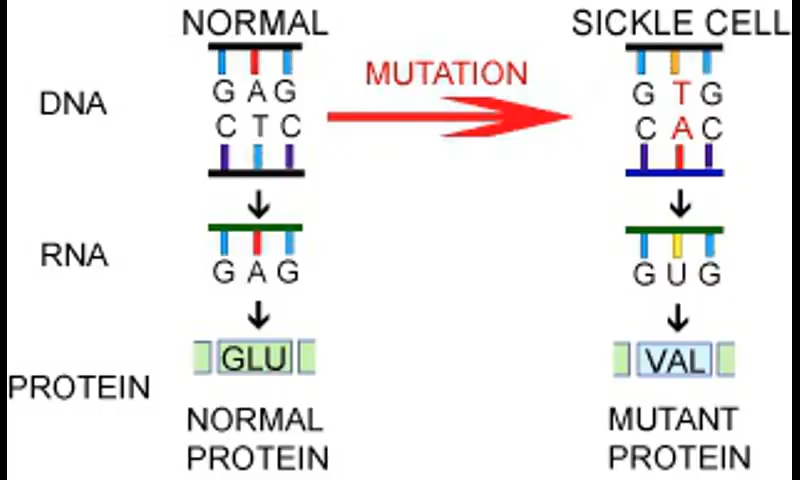 NORMAL
SICKLE CELL
MUTATION
DNA
G A G
C T C
G T G
C A C
RNA
G A G
G U G
PROTEIN
GLU
VAL
NORMAL
PROTEIN
MUTANT
PROTEIN